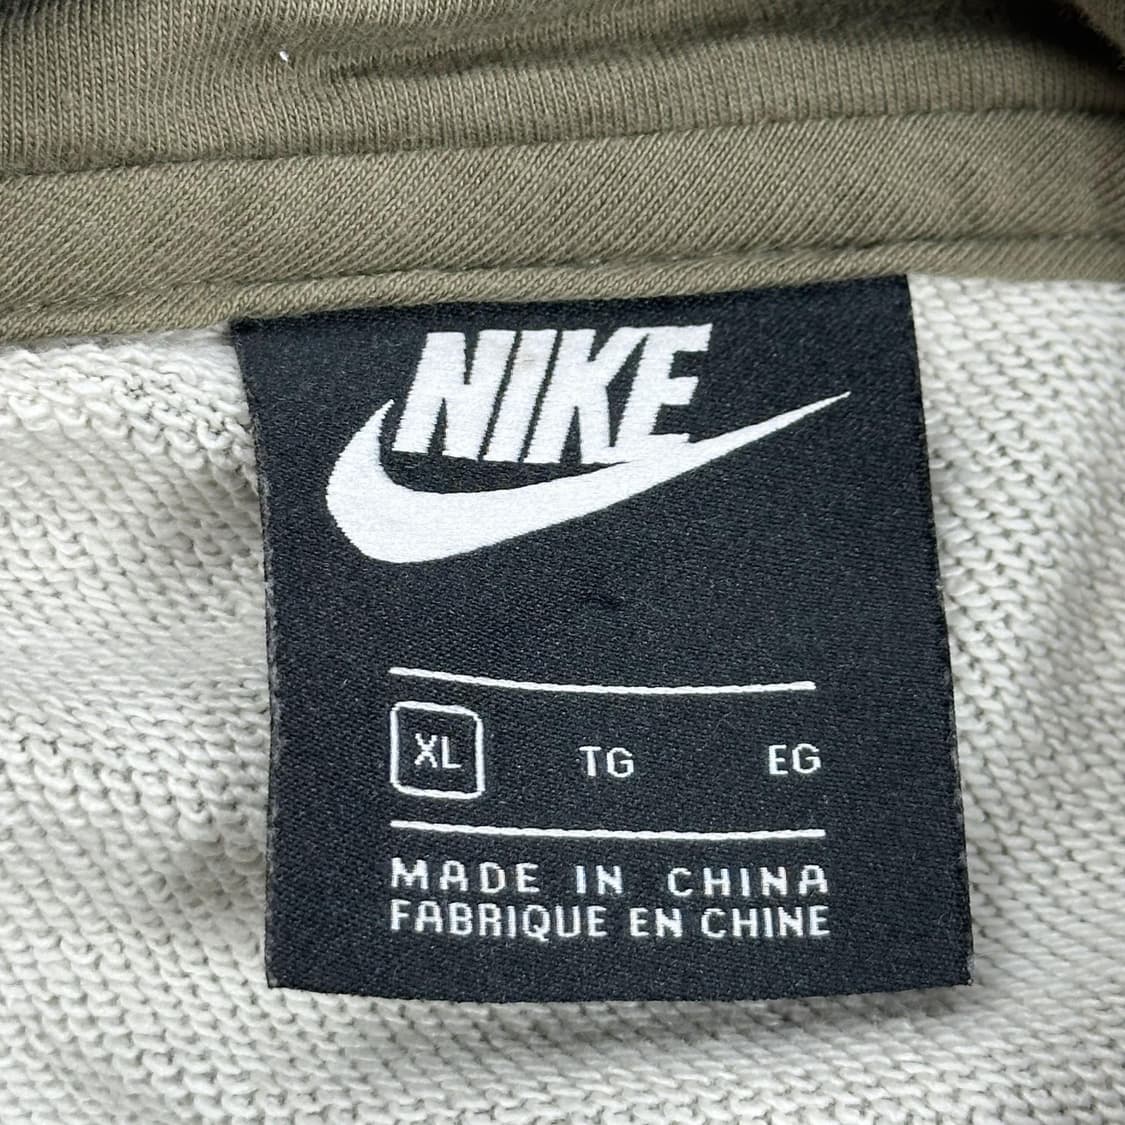 NIKE
XL TG EG
MADE IN CHINA
FABRIQUE EN CHINE